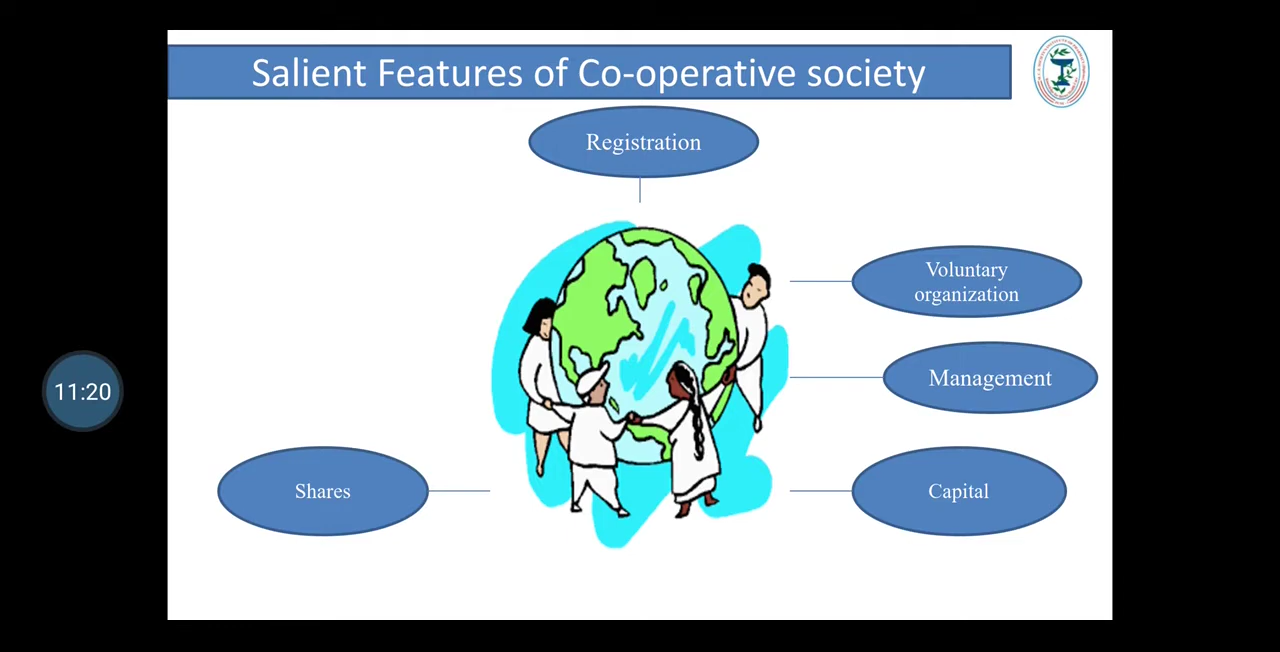 Salient Features of Co-operative society
Registration
Voluntary
organization
Management
11:20
Shares
Capital